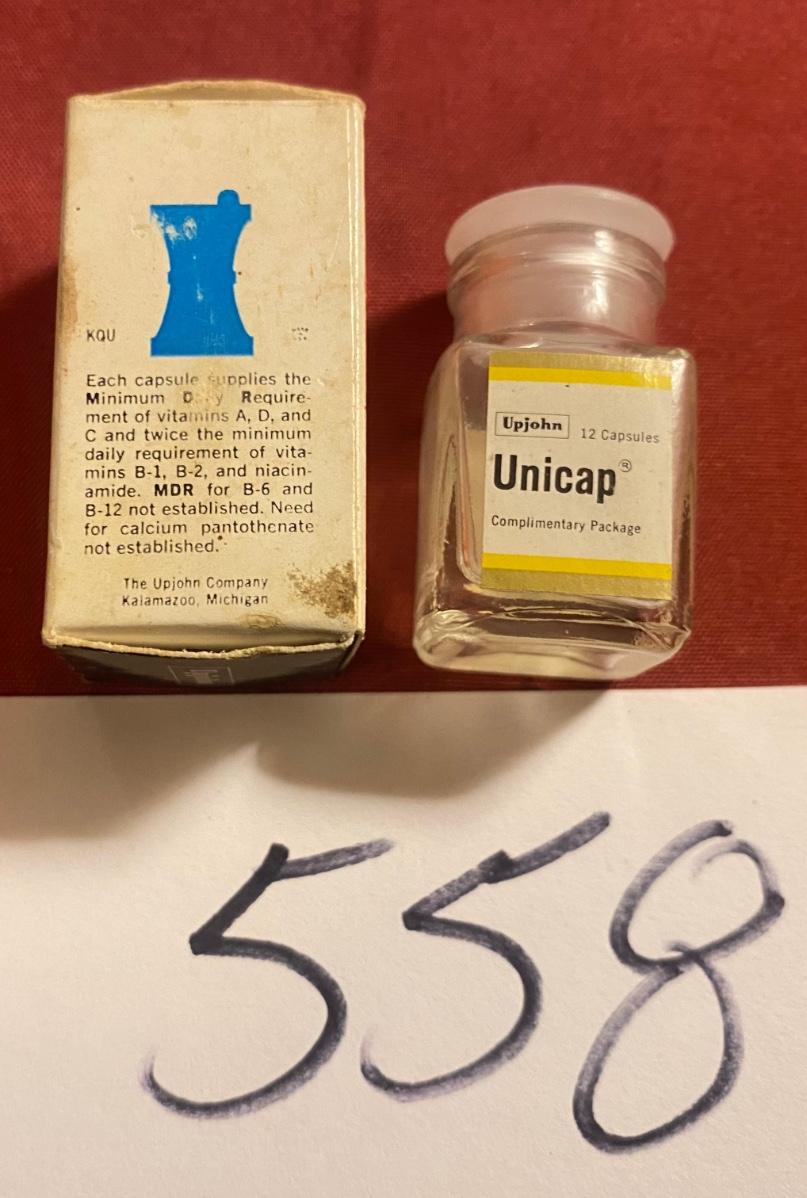 KQU
Each capsule supplies the
Minimum Daily Require-
ment of vitamins A, D, and
C and twice the minimum
daily requirement of vita-
mins B-1, B-2, and niacin-
amide. MDR for B-6 and
B-12 not established. Need
for calcium pantothenate
not established.
The Upjohn Company
Kalamazoo, Michigan
Upjohn 12 Capsules
Unicap®
Complimentary Package
558